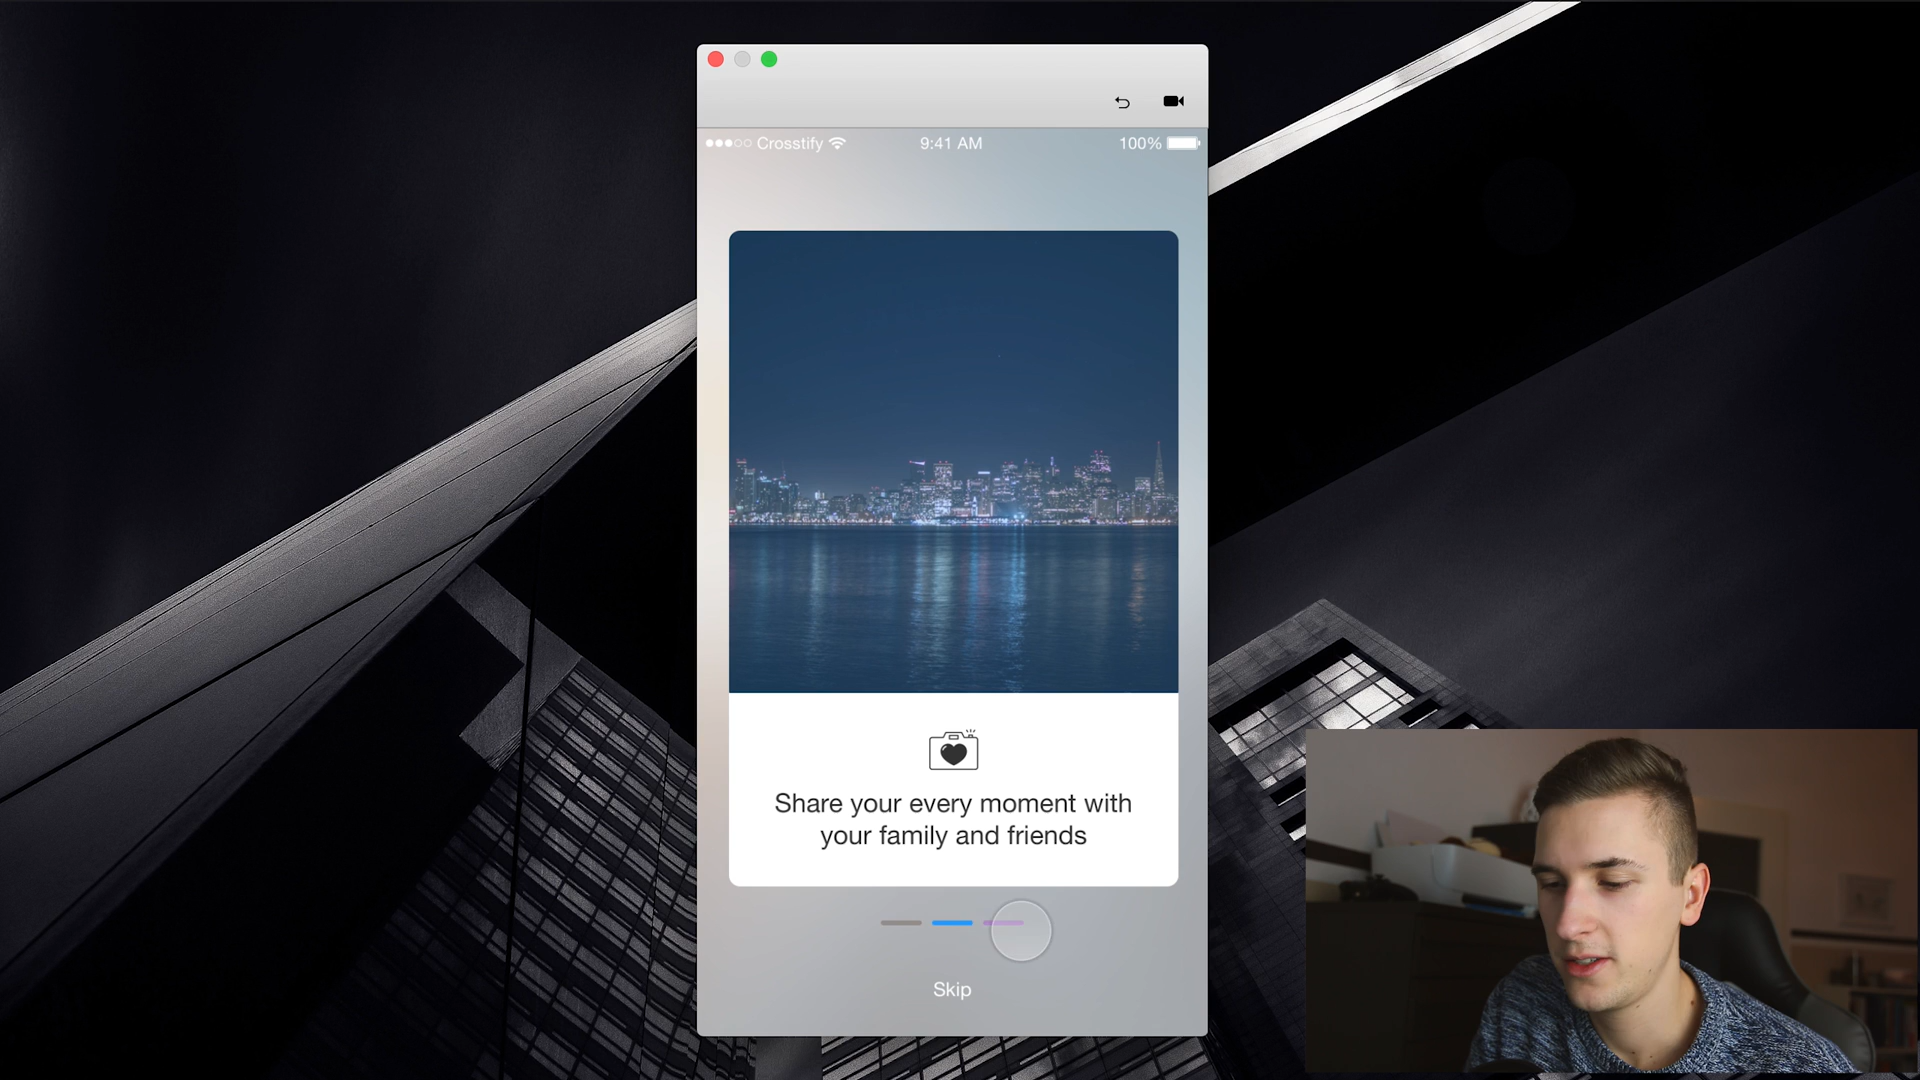 Crosstify
9:41 AM
100%
Share your every moment with
your family and friends
Skip